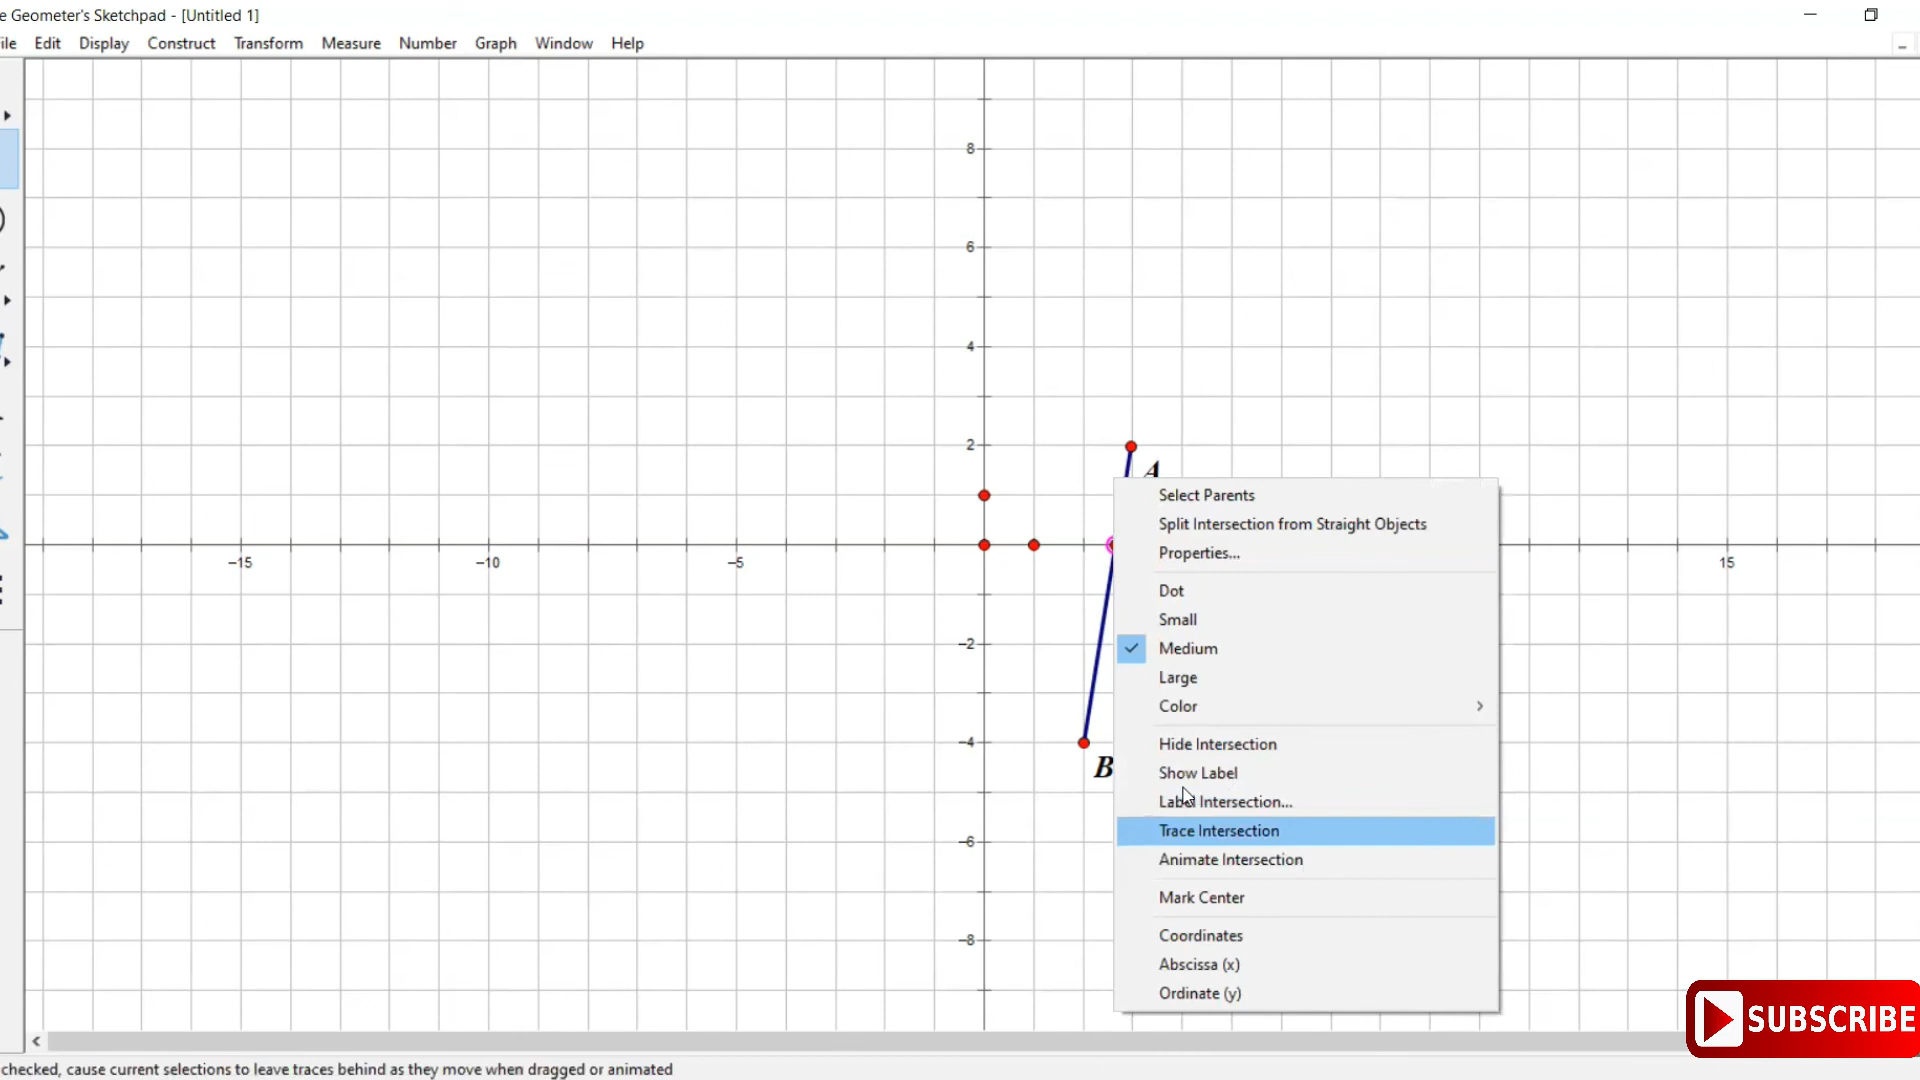 e Geometer's Sketchpad - [Untitled 1]
ile Edit Display Construct Transform Measure Number Graph Window Help
8
6
4
2
A
−15 −10 −5 15
−2
−4
B
−6
−8
Select Parents
Split Intersection from Straight Objects
Properties...
Dot
Small
Medium
Large
Color
Hide Intersection
Show Label
Label Intersection...
Trace Intersection
Animate Intersection
Mark Center
Coordinates
Abscissa (x)
Ordinate (y)
SUBSCRIBE
checked, cause current selections to leave traces behind as they move when dragged or animated